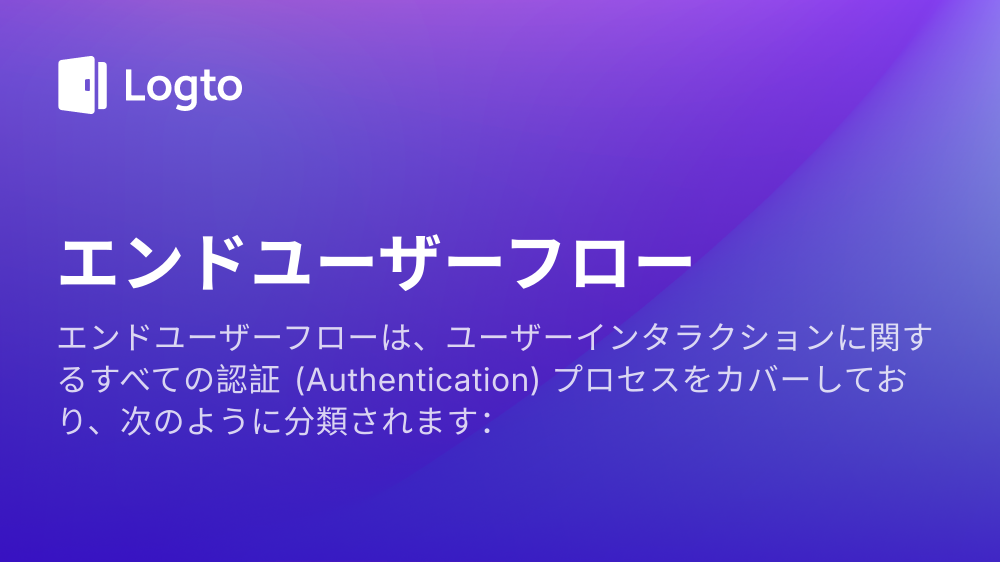 Logto
エンドユーザーフロー
エンドユーザーフローは、ユーザーインタラクションに関す
るすべての認証 (Authentication) プロセスをカバーしてお
り、次のように分類されます：